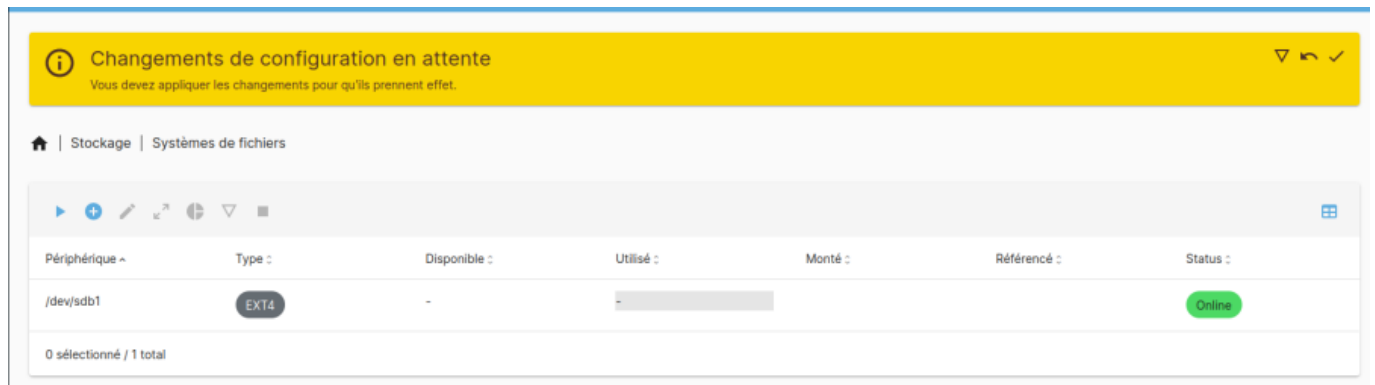 Changements de configuration en attente
Vous devez appliquer les changements pour qu'ils prennent effet.
| Stockage | Systèmes de fichiers
Périphérique Type Disponible Utilisé Monté Référencé Status
/dev/sdb1 EXT4 - - Online
0 sélectionné / 1 total